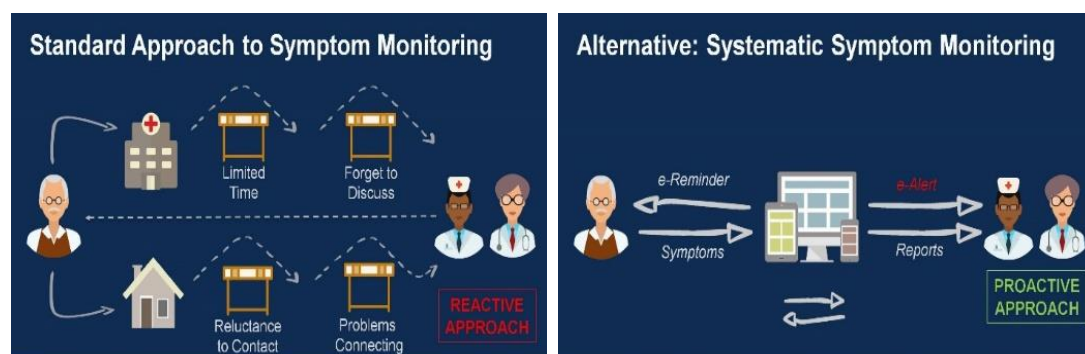 Standard Approach to Symptom Monitoring
Limited
Time
Forget to
Discuss
Reluctance
to Contact
Problems
Connecting
REACTIVE
APPROACH
Alternative: Systematic Symptom Monitoring
e-Reminder
e-Alert
Symptoms
Reports
PROACTIVE
APPROACH